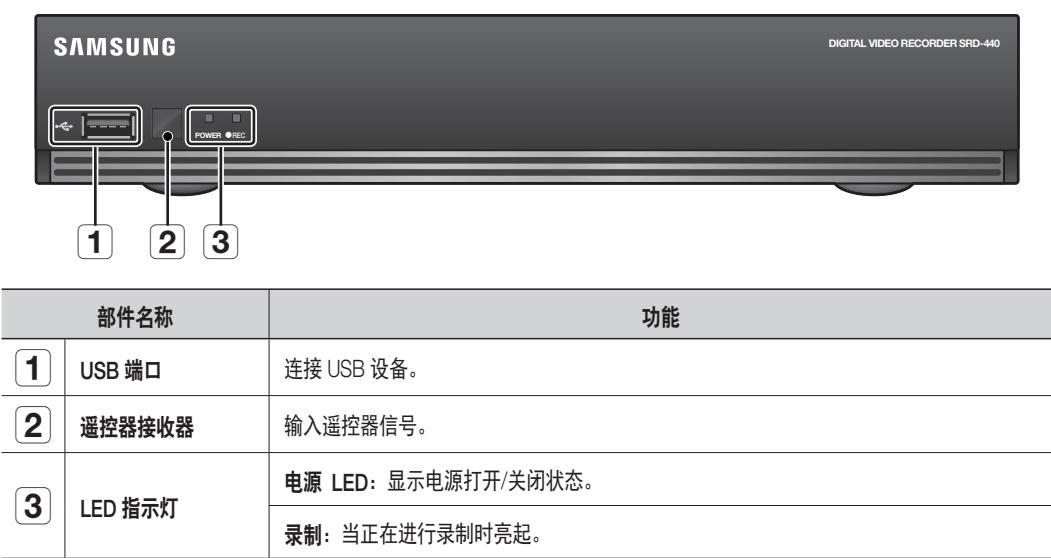 SAMSUNG
DIGITAL VIDEO RECORDER SRD-440
POWER ●REC
1 2 3
部件名称 功能
1 USB 端口 连接 USB 设备。
2 遥控器接收器 输入遥控器信号。
3 LED 指示灯 电源 LED：显示电源打开/关闭状态。
录制：当正在进行录制时亮起。